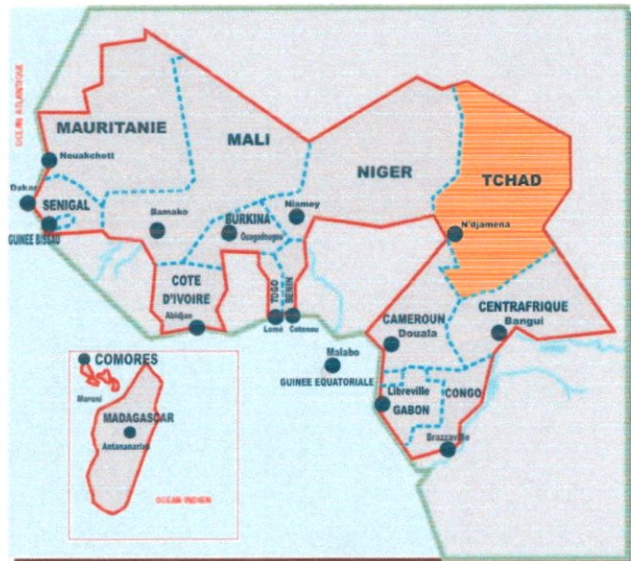 OCEAN ATLANTIQUE
MAURITANIE
MALI
NIGER
TCHAD
Nouakchott
Dakar
SENIGAL
GUINEE BISSAU
Bamako
BURKINA
Ouagadougou
Niamey
N'djamena
COTE
D'IVOIRE
Abidjan
TOGO
BENIN
Lomé
Cotonou
CAMEROUN
Douala
CENTRAFRIQUE
Bangui
Malabo
GUINEE EQUATORIALE
Libreville
GABON
CONGO
Brazzaville
COMORES
Moroni
MADAGASCAR
Antananarivo
OCEAN INDIEN